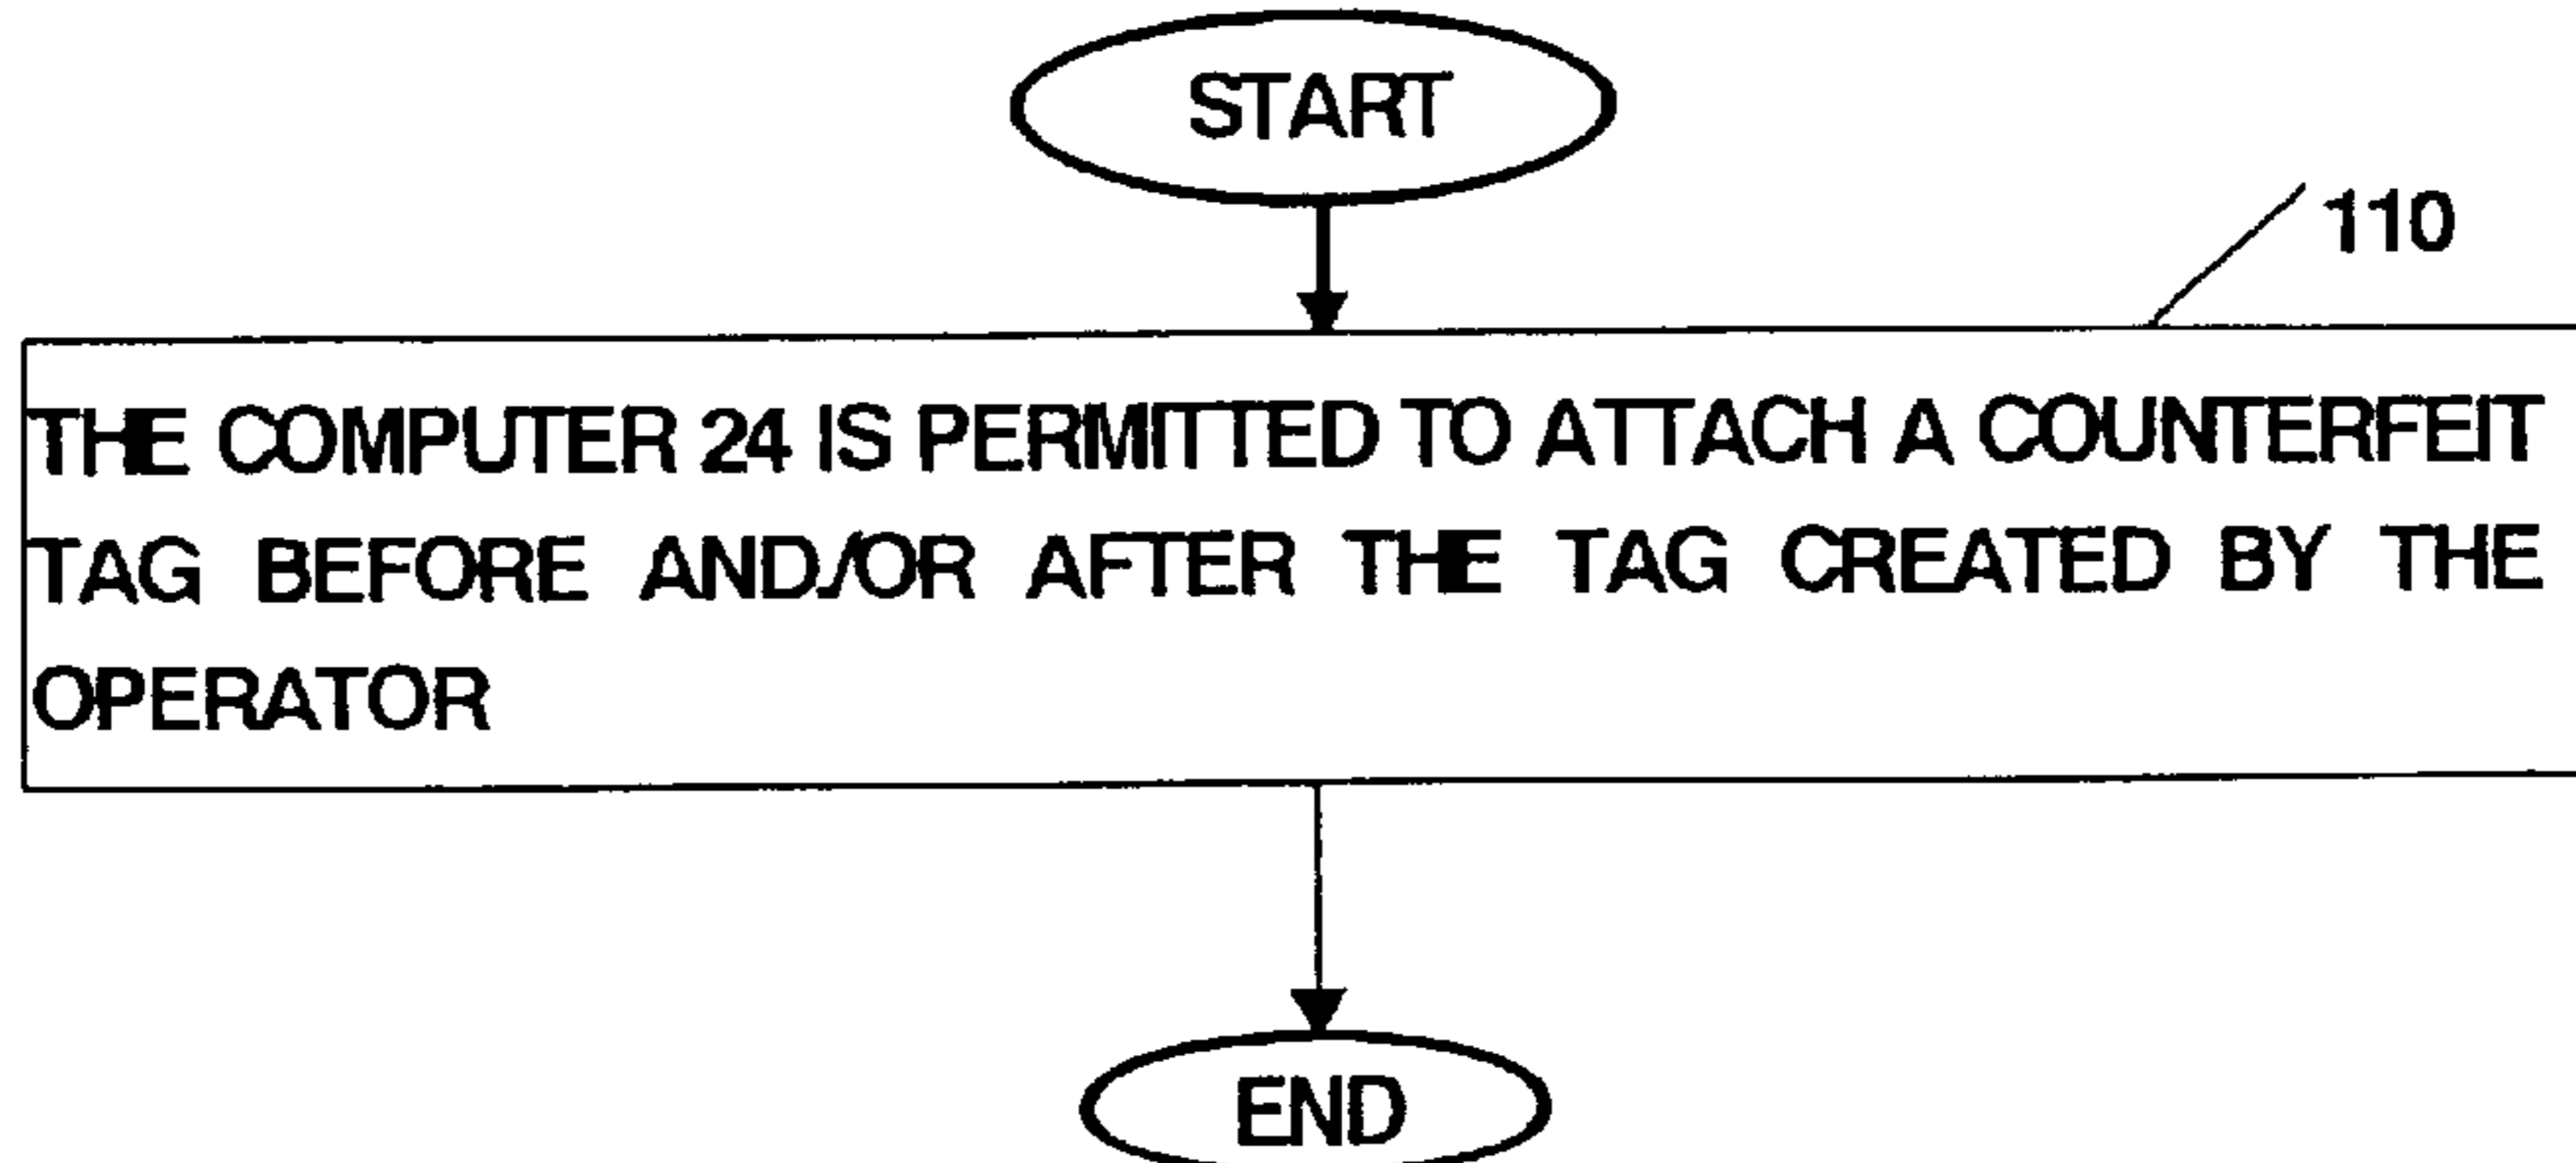 START
110
THE COMPUTER 24 IS PERMITTED TO ATTACH A COUNTERFEIT
TAG BEFORE AND/OR AFTER THE TAG CREATED BY THE
OPERATOR
END